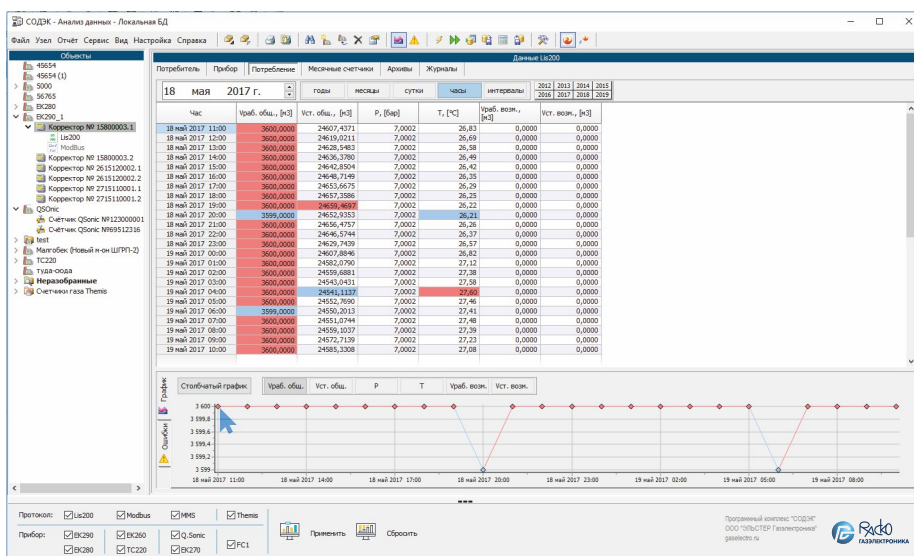 СОДЭК - Анализ данных - Локальная БД
Файл Узел Отчёт Сервис Вид Настройка Справка
Объекты
45654
45654 (1)
5000
56765
EK280
EK290_1
Корректор № 15800003.1
Lis200
ModBus
Корректор № 15800003.2
Корректор № 2615120002.1
Корректор № 2615120002.2
Корректор № 2715110001.1
Корректор № 2715110001.2
QSOnic
Счётчик QSonic №123000001
Счётчик QSonic №69512316
test
Малгобек (Новый н-он ШГРП-2)
TC220
туда-оюда
Неразобранные
Счетчики газа Themis
Данные Lis200
Потребитель Прибор Потребление Месячные счетчики Архивы Журналы
18 мая 2017 г. годы месяцы сутки часы интервалы
2012 2013 2014 2015
2016 2017 2018 2019
Час Vраб. общ., [м3] Vст. общ., [м3] P, [бар] T, [°C] Vраб. возм., [м3] Vст. возм., [м3]
18 май 2017 11:00 3600,0000 24607,4371 7,0002 26,83 0,0000 0,0000
18 май 2017 12:00 3600,0000 24619,0211 7,0002 26,69 0,0000 0,0000
18 май 2017 13:00 3600,0000 24628,5483 7,0002 26,58 0,0000 0,0000
18 май 2017 14:00 3600,0000 24636,3780 7,0002 26,49 0,0000 0,0000
18 май 2017 15:00 3600,0000 24642,8504 7,0002 26,42 0,0000 0,0000
18 май 2017 16:00 3600,0000 24648,7149 7,0002 26,35 0,0000 0,0000
18 май 2017 17:00 3600,0000 24653,6675 7,0002 26,29 0,0000 0,0000
18 май 2017 18:00 3600,0000 24657,3586 7,0002 26,25 0,0000 0,0000
18 май 2017 19:00 3600,0000 24659,4697 7,0002 26,22 0,0000 0,0000
18 май 2017 20:00 3599,0000 24652,9353 7,0002 26,21 0,0000 0,0000
18 май 2017 21:00 3600,0000 24656,4757 7,0002 26,26 0,0000 0,0000
18 май 2017 22:00 3600,0000 24646,5744 7,0002 26,37 0,0000 0,0000
18 май 2017 23:00 3600,0000 24629,7439 7,0002 26,57 0,0000 0,0000
19 май 2017 00:00 3600,0000 24607,8846 7,0002 26,82 0,0000 0,0000
19 май 2017 01:00 3600,0000 24582,0790 7,0002 27,12 0,0000 0,0000
19 май 2017 02:00 3600,0000 24559,6881 7,0002 27,38 0,0000 0,0000
19 май 2017 03:00 3600,0000 24543,0431 7,0002 27,58 0,0000 0,0000
19 май 2017 04:00 3600,0000 24541,1137 7,0002 27,60 0,0000 0,0000
19 май 2017 05:00 3600,0000 24552,7690 7,0002 27,46 0,0000 0,0000
19 май 2017 06:00 3599,0000 24550,2013 7,0002 27,41 0,0000 0,0000
19 май 2017 07:00 3600,0000 24551,0744 7,0002 27,48 0,0000 0,0000
19 май 2017 08:00 3600,0000 24559,1037 7,0002 27,39 0,0000 0,0000
19 май 2017 09:00 3600,0000 24572,7139 7,0002 27,23 0,0000 0,0000
19 май 2017 10:00 3600,0000 24585,3308 7,0002 27,08 0,0000 0,0000
График
Ошибки
Столбчатый график Vраб. общ. Vст. общ. P T Vраб. возм. Vст. возм.
3 600
3 599,8
3 599,6
3 599,4
3 599,2
3 599
18 май 2017 11:00 18 май 2017 14:00 18 май 2017 17:00 18 май 2017 20:00 18 май 2017 23:00 19 май 2017 02:00 19 май 2017 05:00 19 май 2017 08:00
Протокол: Lis200 Modbus MMS Themis
Прибор: EK290 EK260 Q.Sonic FC1
EK280 TC220 EK270
Применить Сбросить
Программный комплекс "СОДЭК"
ООО "ЭЛЬСТЕР Газэлектроника"
gaselectro.ru
РАСКО
ГАЗЭЛЕКТРОНИКА